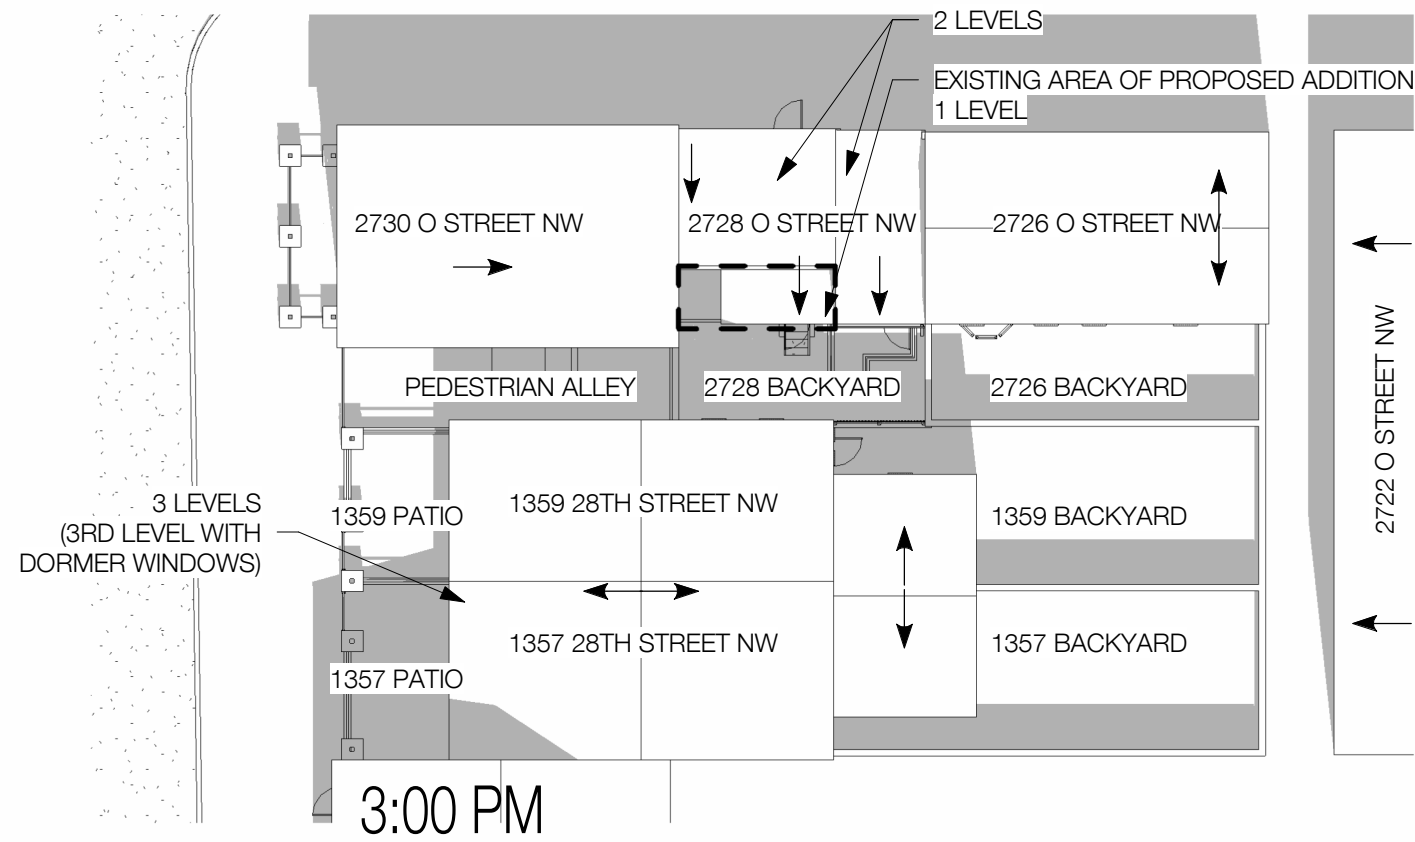 2 LEVELS
EXISTING AREA OF PROPOSED ADDITION
1 LEVEL
2730 O STREET NW
2728 O STREET NW
2726 O STREET NW
2722 O STREET NW
PEDESTRIAN ALLEY
2728 BACKYARD
2726 BACKYARD
3 LEVELS
(3RD LEVEL WITH
DORMER WINDOWS)
1359 PATIO
1359 28TH STREET NW
1359 BACKYARD
1357 28TH STREET NW
1357 BACKYARD
1357 PATIO
3:00 PM